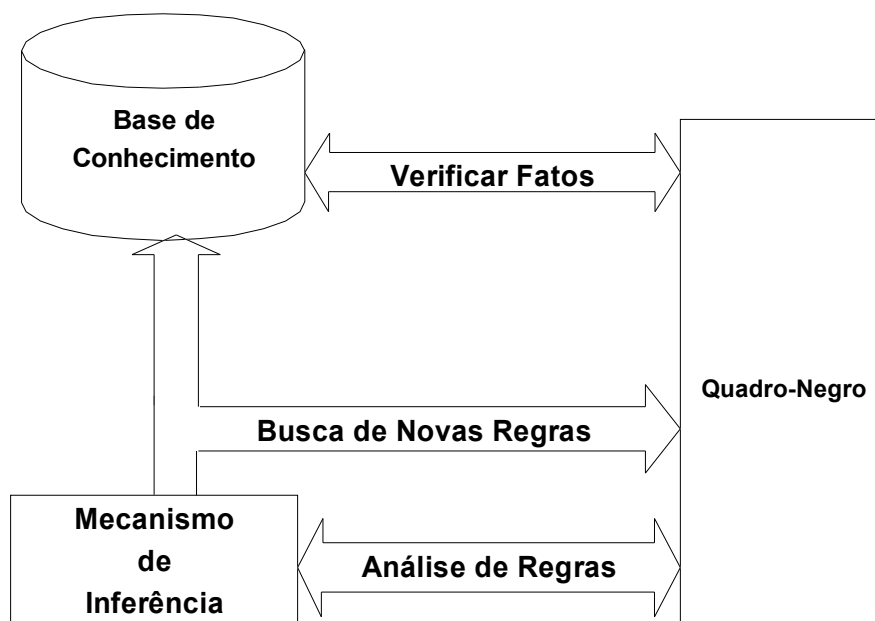 Base de
Conhecimento
Verificar Fatos
Quadro-Negro
Busca de Novas Regras
Mecanismo
de
Inferência
Análise de Regras